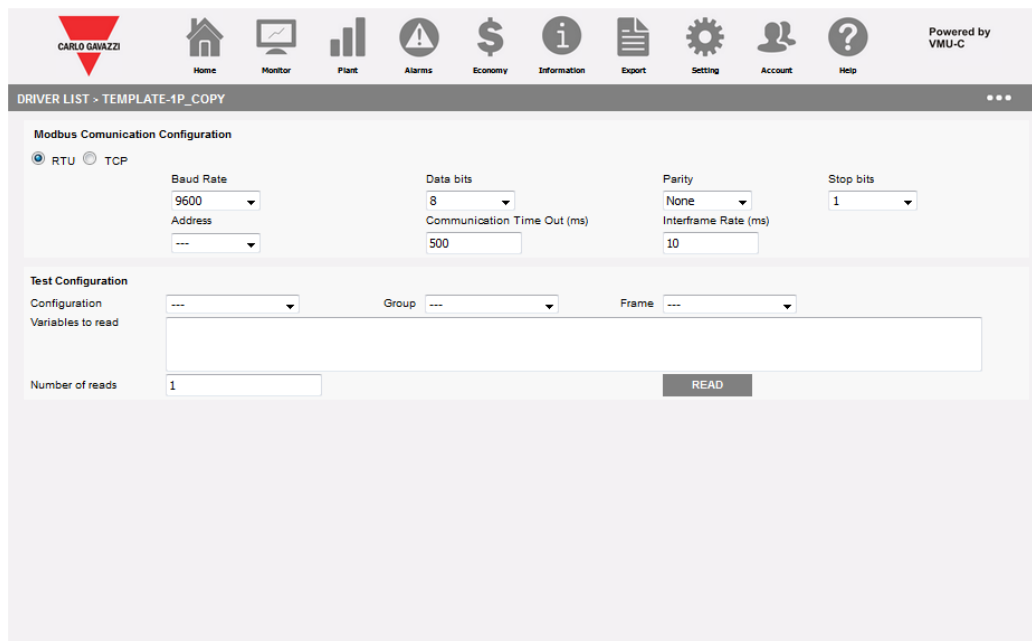 CARLO GAVAZZI
Home Monitor Plant Alarms Economy Information Export Setting Account Help
Powered by
VMU-C
DRIVER LIST > TEMPLATE-1P_COPY
Modbus Comunication Configuration
RTU TCP
Baud Rate Data bits Parity Stop bits
9600 8 None 1
Address Communication Time Out (ms) Interframe Rate (ms)
--- 500 10
Test Configuration
Configuration --- Group --- Frame ---
Variables to read
Number of reads 1 READ